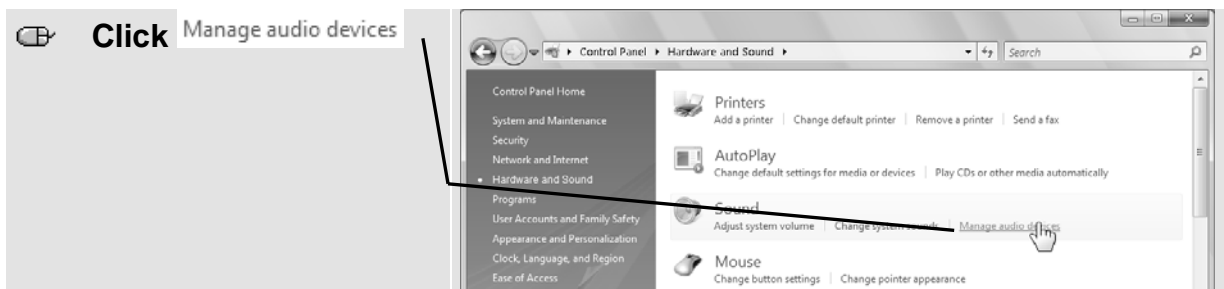 Click Manage audio devices
Control Panel Hardware and Sound Search
Control Panel Home
System and Maintenance
Security
Network and Internet
Hardware and Sound
Programs
User Accounts and Family Safety
Appearance and Personalization
Clock, Language, and Region
Ease of Access
Printers
Add a printer Change default printer Remove a printer Send a fax
AutoPlay
Change default settings for media or devices Play CDs or other media automatically
Sound
Adjust system volume Change system sounds Manage audio devices
Mouse
Change button settings Change pointer appearance